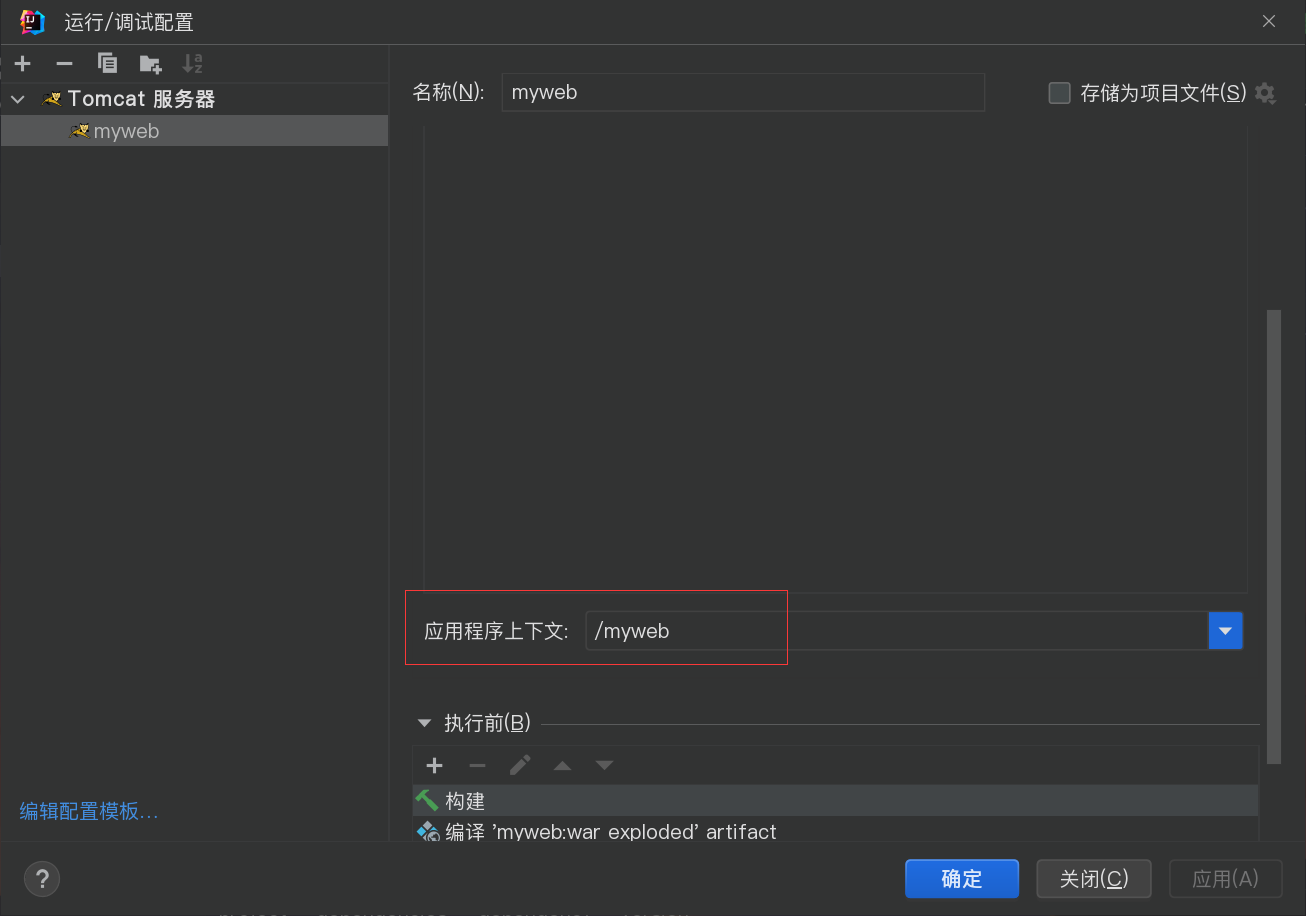 运行/调试配置
Tomcat 服务器
myweb
编辑配置模板...
名称(N):
myweb
存储为项目文件(S)
应用程序上下文:
/myweb
执行前(B)
构建
编译 'myweb:war exploded' artifact
?
确定
关闭(C)
应用(A)